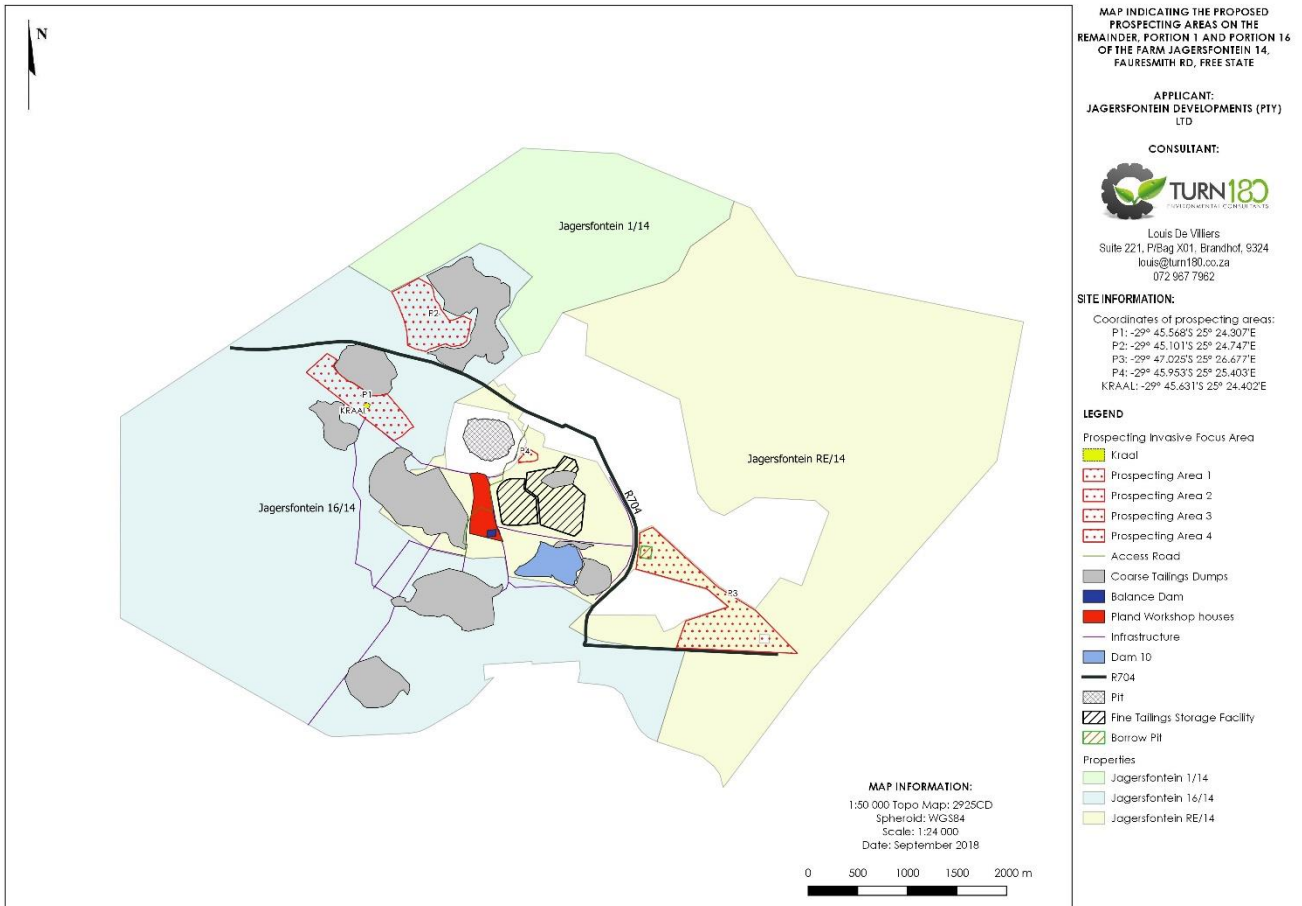 N
Jagersfontein 1/14
P2
P1
KRAAL
P4
Jagersfontein 16/14
Jagersfontein RE/14
R704
P3
MAP INFORMATION:
1:50 000 Topo Map: 2925CD
Spheroid: WGS84
Scale: 1:24 000
Date: September 2018
0 500 1000 1500 2000 m
MAP INDICATING THE PROPOSED
PROSPECTING AREAS ON THE
REMAINDER, PORTION 1 AND PORTION 16
OF THE FARM JAGERSFONTEIN 14,
FAURESMITH RD, FREE STATE
APPLICANT:
JAGERSFONTEIN DEVELOPMENTS (PTY)
LTD
CONSULTANT:
TURN180
ENVIRONMENTAL CONSULTANTS
Louis De Villiers
Suite 221, P/Bag X01, Brandhof, 9324
louis@turn180.co.za
072 967 7962
SITE INFORMATION:
Coordinates of prospecting areas:
P1: -29° 45.568'S 25° 24.307'E
P2: -29° 45.101'S 25° 24.747'E
P3: -29° 47.025'S 25° 26.677'E
P4: -29° 45.953'S 25° 25.403'E
KRAAL: -29° 45.631'S 25° 24.402'E
LEGEND
Prospecting Invasive Focus Area
Kraal
Prospecting Area 1
Prospecting Area 2
Prospecting Area 3
Prospecting Area 4
Access Road
Coarse Tailings Dumps
Balance Dam
Pland Workshop houses
Infrastructure
Dam 10
R704
Pit
Fine Tailings Storage Facility
Borrow Pit
Properties
Jagersfontein 1/14
Jagersfontein 16/14
Jagersfontein RE/14